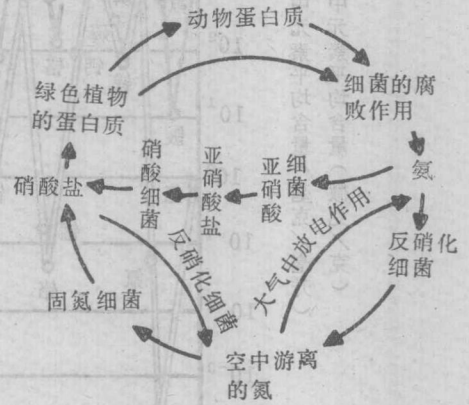 动物蛋白质
绿色植物
的蛋白质
细菌的腐
败作用
氨
细菌
亚硝酸
亚硝酸盐
硝酸细菌
硝酸盐
反硝化
细菌
反硝化细菌
大气中放电作用
固氮细菌
空中游离
的氮